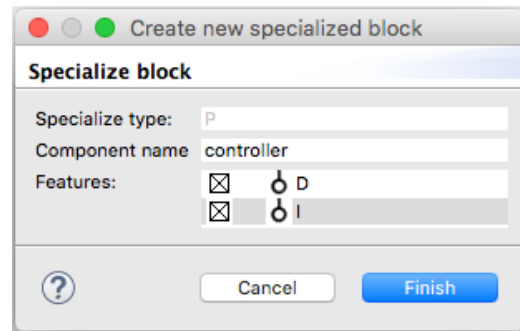 Create new specialized block
Specialize block
Specialize type: P
Component name controller
Features: D
I
? Cancel Finish